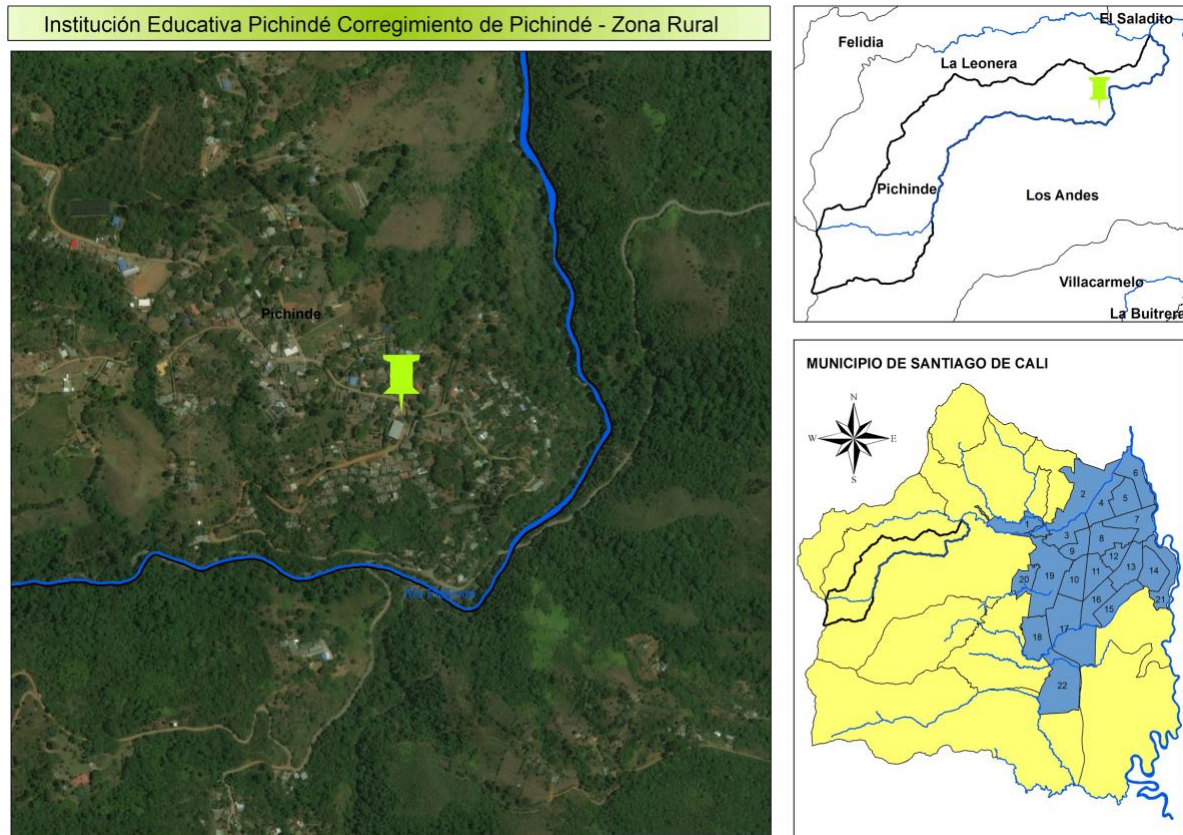 Institución Educativa Pichindé Corregimiento de Pichindé - Zona Rural
Pichinde
El Saladito
Felidia
La Leonera
Pichinde
Los Andes
Villacarmelo
La Buitrera
MUNICIPIO DE SANTIAGO DE CALI
N
W
E
S
6
2
4
5
1
7
3
8
9
12
20
19
10
11
13
14
16
21
15
18
17
22